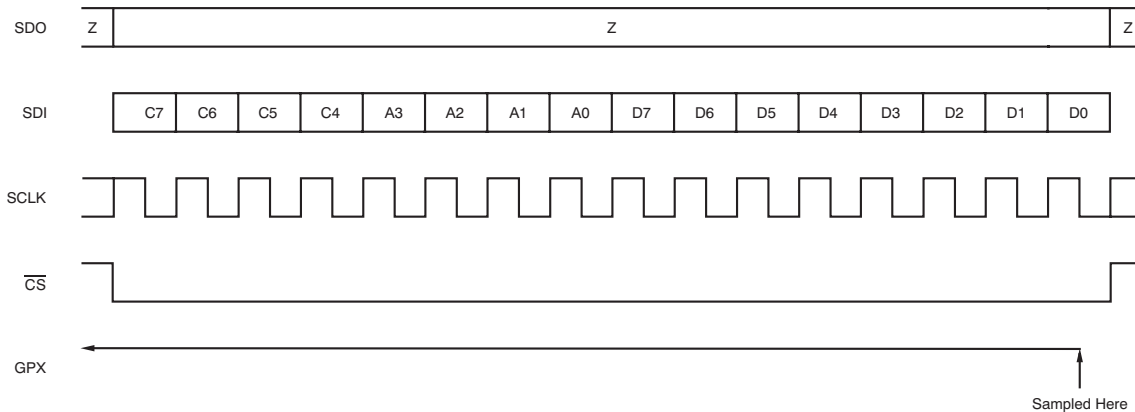 SDO Z Z Z
SDI C7 C6 C5 C4 A3 A2 A1 A0 D7 D6 D5 D4 D3 D2 D1 D0
SCLK
CS
GPX
Sampled Here